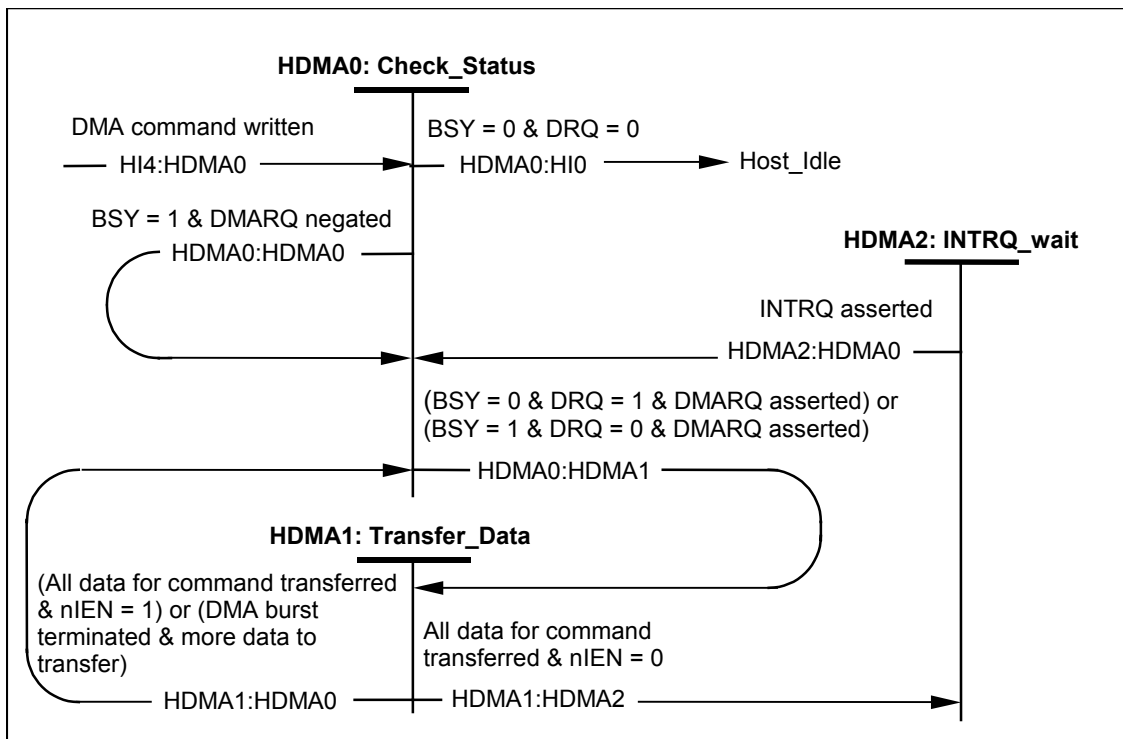 HDMA0: Check_Status
DMA command written
BSY = 0 & DRQ = 0
HI4:HDMA0
HDMA0:HI0
Host_Idle
BSY = 1 & DMARQ negated
HDMA0:HDMA0
HDMA2: INTRQ_wait
INTRQ asserted
HDMA2:HDMA0
(BSY = 0 & DRQ = 1 & DMARQ asserted) or
(BSY = 1 & DRQ = 0 & DMARQ asserted)
HDMA0:HDMA1
HDMA1: Transfer_Data
(All data for command transferred
& nIEN = 1) or (DMA burst
terminated & more data to
transfer)
All data for command
transferred & nIEN = 0
HDMA1:HDMA0
HDMA1:HDMA2